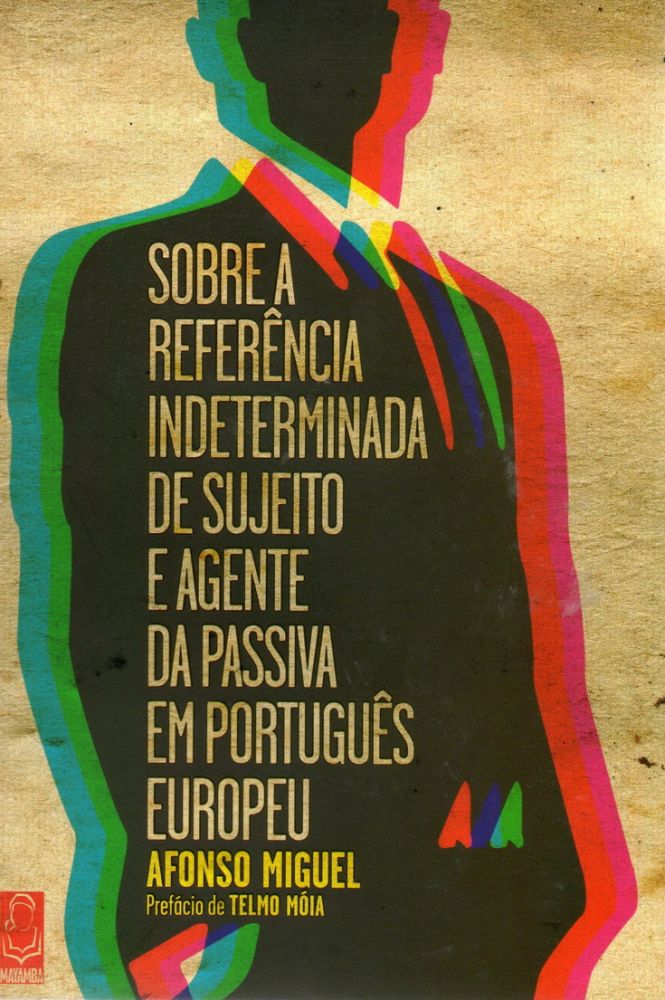 SOBRE A
REFERÊNCIA
INDETERMINADA
DE SUJEITO
E AGENTE
DA PASSIVA
EM PORTUGUÊS
EUROPEU
AFONSO MIGUEL
Prefácio de TELMO MÓIA
MAYAMBA